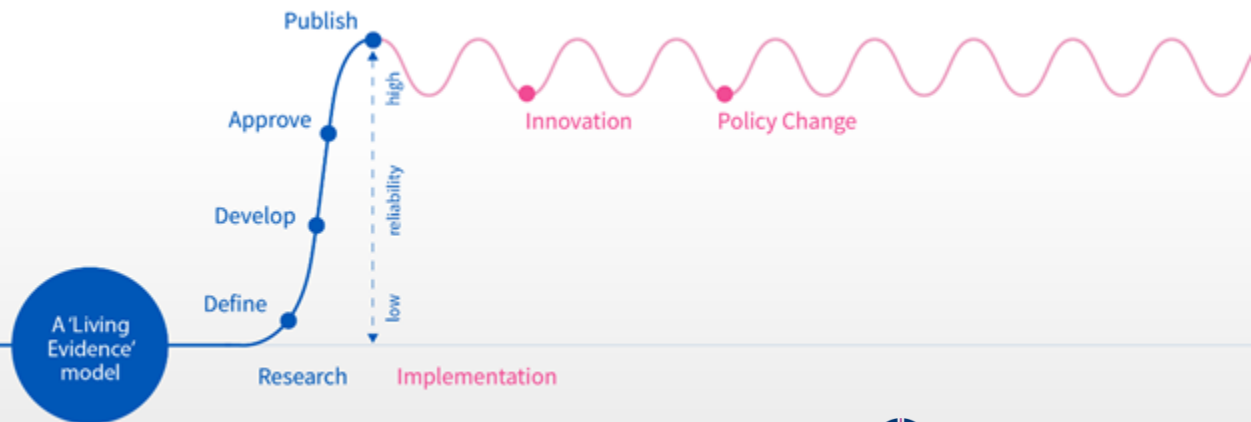 Publish
high
Approve
Innovation
Policy Change
reliability
Develop
Define
low
A 'Living
Evidence'
model
Research
Implementation